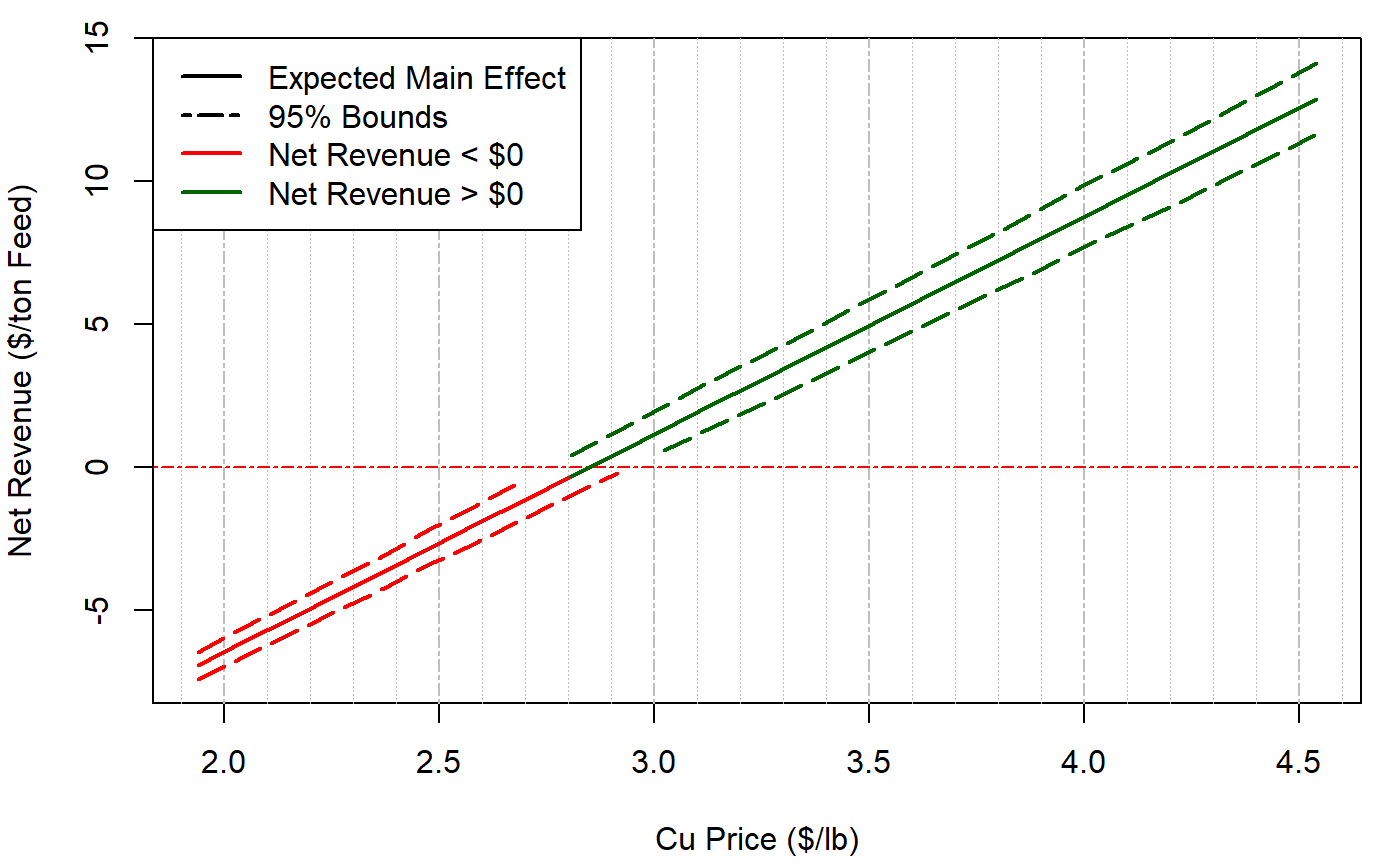 Expected Main Effect
95% Bounds
Net Revenue < $0
Net Revenue > $0
Net Revenue ($/ton Feed)
15
10
5
0
-5
2.0 2.5 3.0 3.5 4.0 4.5
Cu Price ($/lb)